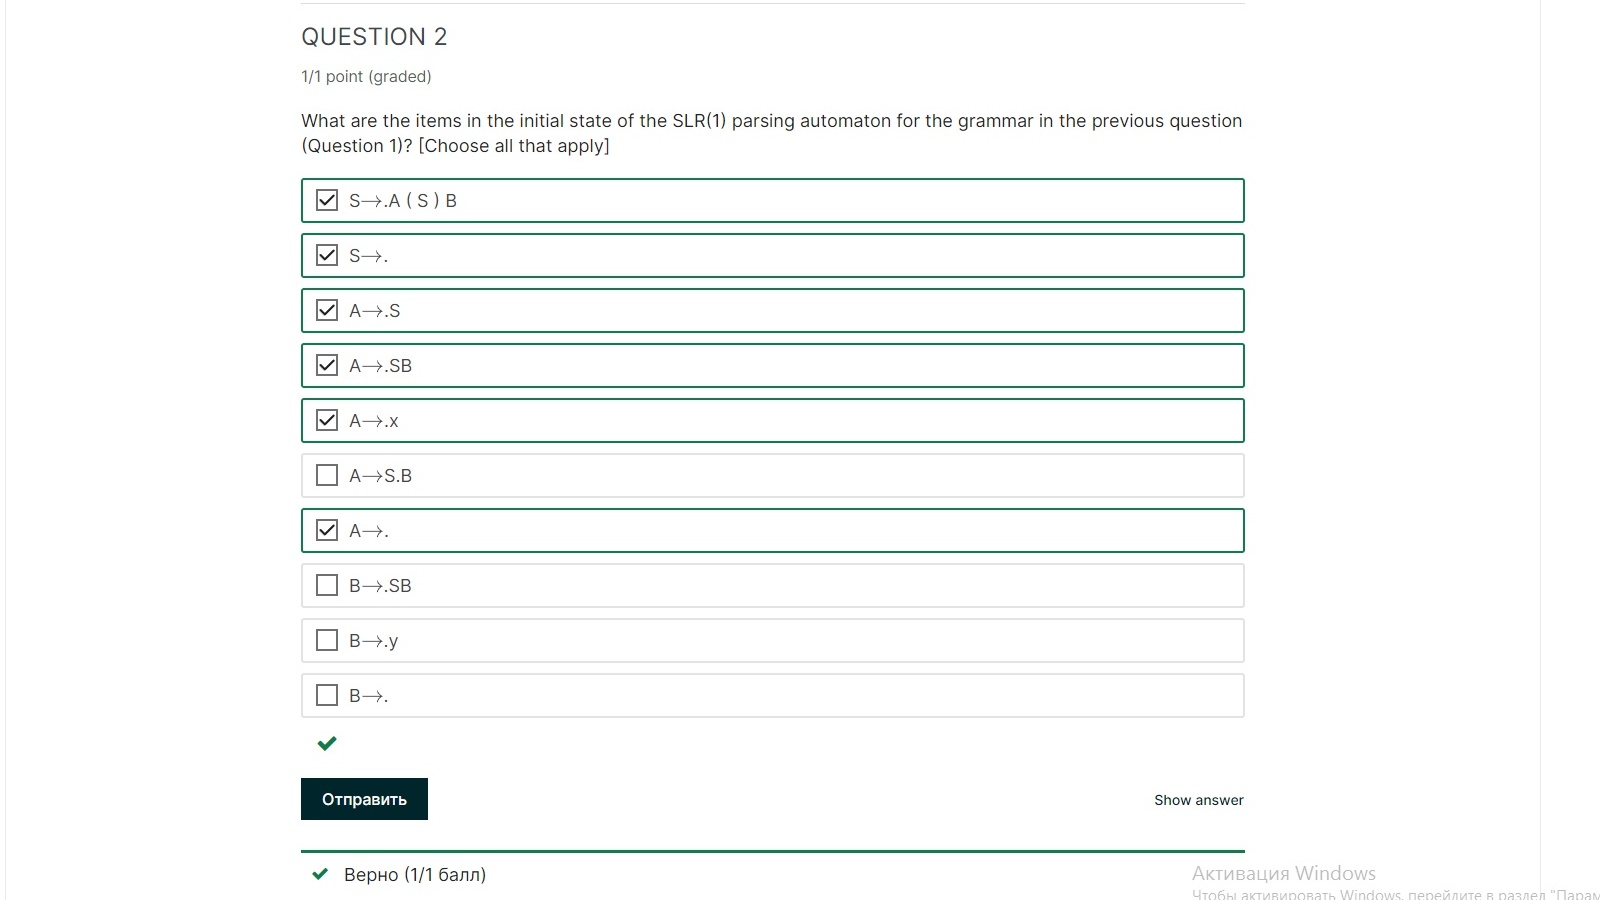 QUESTION 2
1/1 point (graded)
What are the items in the initial state of the SLR(1) parsing automaton for the grammar in the previous question
(Question 1)? [Choose all that apply]
S→.A ( S ) B
S→.
A→.S
A→.SB
A→.x
A→S.B
A→.
B→.SB
B→.y
B→.
Отправить
Show answer
Верно (1/1 балл)
Активация Windows
Чтобы активировать Windows, перейдите в раздел "Парам